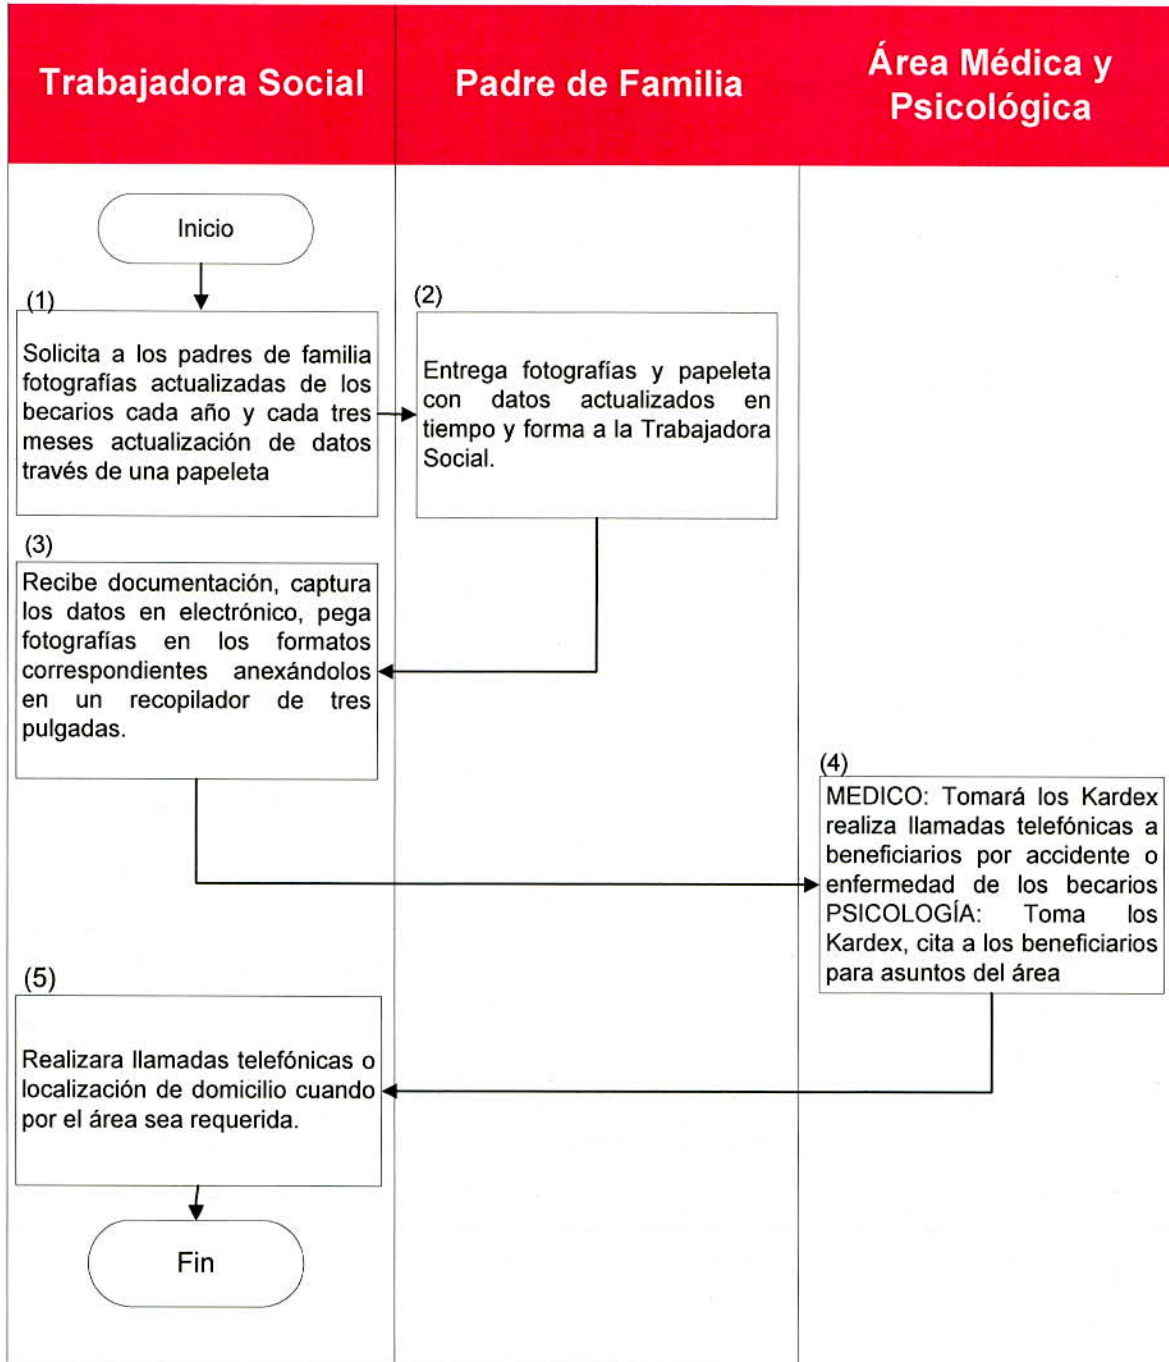 Trabajadora Social
Padre de Familia
Área Médica y
Psicológica
Inicio
(1)
Solicita a los padres de familia
fotografías actualizadas de los
becarios cada año y cada tres
meses actualización de datos
través de una papeleta
(2)
Entrega fotografías y papeleta
con datos actualizados en
tiempo y forma a la Trabajadora
Social.
(3)
Recibe documentación, captura
los datos en electrónico, pega
fotografías en los formatos
correspondientes anexándolos
en un recopilador de tres
pulgadas.
(4)
MEDICO: Tomará los Kardex
realiza llamadas telefónicas a
beneficiarios por accidente o
enfermedad de los becarios
PSICOLOGÍA: Toma los
Kardex, cita a los beneficiarios
para asuntos del área
(5)
Realizara llamadas telefónicas o
localización de domicilio cuando
por el área sea requerida.
Fin